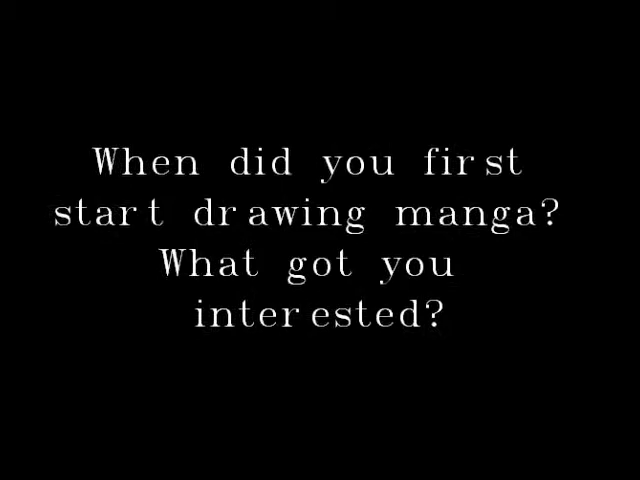 When did you first
start drawing manga?
What got you
interested?